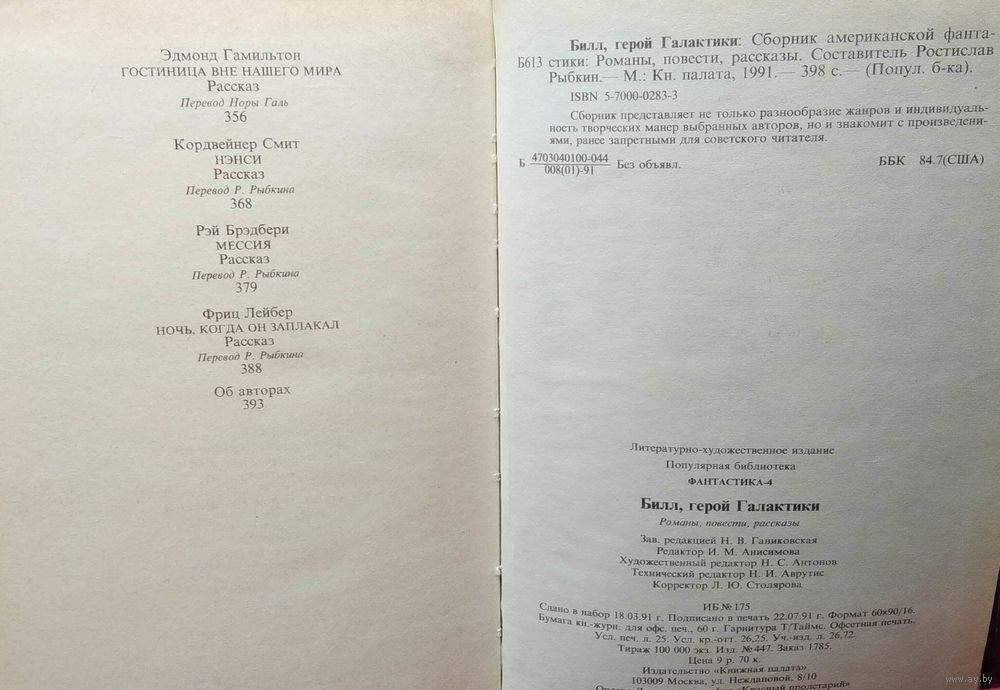 Эдмонд Гамильтон
ГОСТИНИЦА ВНЕ НАШЕГО МИРА
Рассказ
Перевод Норы Галь
356
Кордвейнер Смит
НЭНСИ
Рассказ
Перевод Р. Рыбкина
368
Рэй Брэдбери
МЕССИЯ
Рассказ
Перевод Р. Рыбкина
379
Фриц Лейбер
НОЧЬ, КОГДА ОН ЗАПЛАКАЛ
Рассказ
Перевод Р. Рыбкина
388
Об авторах
393
Билл, герой Галактики: Сборник американской фанта-
Б613 стики: Романы, повести, рассказы. Составитель Ростислав
Рыбкин.— М.: Кн. палата, 1991.— 398 с.— (Попул. б-ка).
ISBN 5-7000-0283-3
Сборник представляет не только разнообразие жанров и индивидуаль-
ность творческих манер выбранных авторов, но и знакомит с произведени-
ями, ранее запретными для советского читателя.
Б 4703040100-044 Без объявл. ББК 84.7(США)
008(01)-91
Литературно-художественное издание
Популярная библиотека
ФАНТАСТИКА-4
Билл, герой Галактики
Романы, повести, рассказы
Зав. редакцией Н. В. Ганиковская
Редактор И. М. Анисимова
Художественный редактор Н. С. Антонов
Технический редактор Н. И. Аврутис
Корректор Л. Ю. Столярова
ИБ № 175
Сдано в набор 18.03.91 г. Подписано в печать 22.07.91 г. Формат 60х90/16.
Бумага кн.-журн. для офс. печ., 60 г. Гарнитура Т/Таймс. Офсетная печать.
Усл. печ. л. 25. Усл. кр.-отт. 26,25. Уч.-изд. л. 26,72.
Тираж 100 000 экз. Изд. № 447. Заказ 1785.
Цена 9 р. 70 к.
Издательство «Книжная палата»
103009 Москва, ул. Неждановой, 8/10
«Красный пролетарий»
www.ay.by